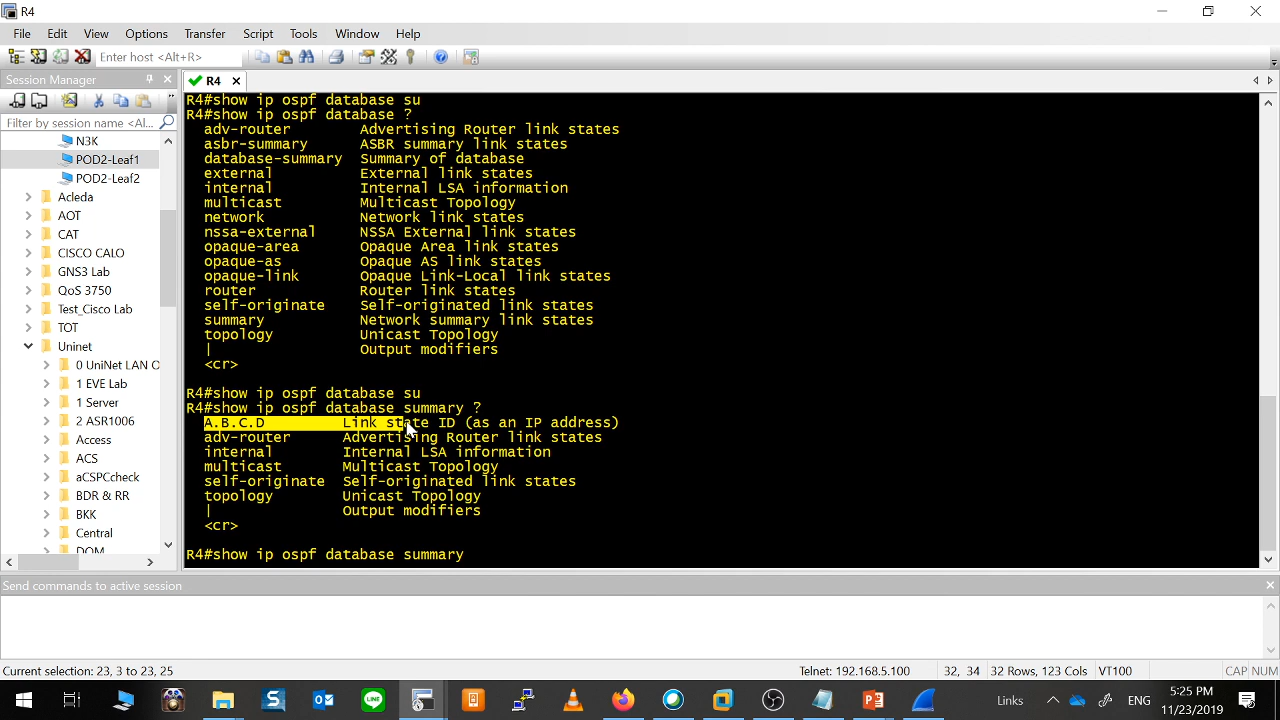 R4
File Edit View Options Transfer Script Tools Window Help
Enter host <Alt+R>
Session Manager
R4
Filter by session name <Al...
N3K
POD2-Leaf1
POD2-Leaf2
Acleda
AOT
CAT
CISCO CALO
GNS3 Lab
QoS 3750
Test_Cisco Lab
TOT
Uninet
0 UniNet LAN O
1 EVE Lab
1 Server
2 ASR1006
Access
ACS
aCSPCcheck
BDR & RR
BKK
Central
DOM
R4#show ip ospf database su
R4#show ip ospf database ?
adv-router Advertising Router link states
asbr-summary ASBR summary link states
database-summary Summary of database
external External link states
internal Internal LSA information
multicast Multicast Topology
network Network link states
nssa-external NSSA External link states
opaque-area Opaque Area link states
opaque-as Opaque AS link states
opaque-link Opaque Link-Local link states
router Router link states
self-originate Self-originated link states
summary Network summary link states
topology Unicast Topology
| Output modifiers
<cr>
R4#show ip ospf database su
R4#show ip ospf database summary ?
A.B.C.D Link state ID (as an IP address)
adv-router Advertising Router link states
internal Internal LSA information
multicast Multicast Topology
self-originate Self-originated link states
topology Unicast Topology
| Output modifiers
<cr>
R4#show ip ospf database summary
Send commands to active session
Current selection: 23, 3 to 23, 25 Telnet: 192.168.5.100 32, 34 32 Rows, 123 Cols VT100 CAP NUM
Links ENG 5:25 PM
11/23/2019